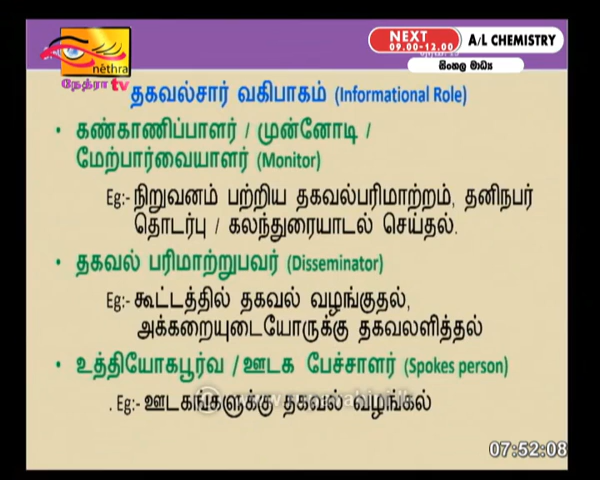 NEXT
09.00-12.00
A/L CHEMISTRY
සිංහල මාධ්‍ය
nēthra
நேத்ரா tv
தகவல்சார் வகிபாகம் (Informational Role)
• கண்காணிப்பாளர் / முன்னோடி /
மேற்பார்வையாளர் (Monitor)
Eg:- நிறுவனம் பற்றிய தகவல்பரிமாற்றம், தனிநபர்
தொடர்பு / கலந்துரையாடல் செய்தல்.
• தகவல் பரிமாற்றுபவர் (Disseminator)
Eg:- கூட்டத்தில் தகவல் வழங்குதல்,
அக்கறையுடையோருக்கு தகவலளித்தல்
• உத்தியோகபூர்வ / ஊடக பேச்சாளர் (Spokes person)
. Eg:- ஊடகங்களுக்கு தகவல் வழங்கல்
07:52:08